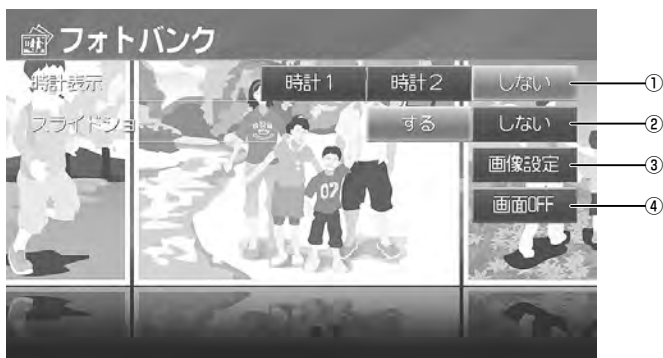 フォトバンク
時計表示 時計1 時計2 しない ①
スライドショー する しない ②
画像設定 ③
画面OFF ④
07